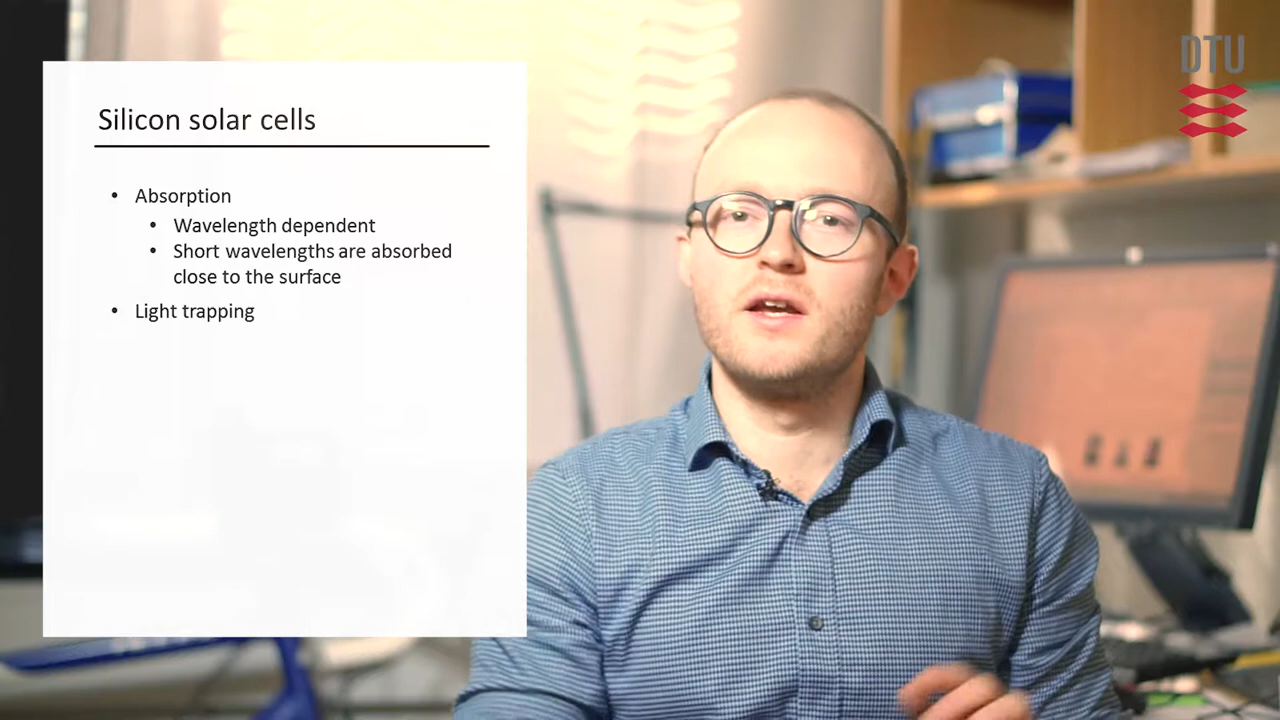 DTU
Silicon solar cells
• Absorption
• Wavelength dependent
• Short wavelengths are absorbed
close to the surface
• Light trapping